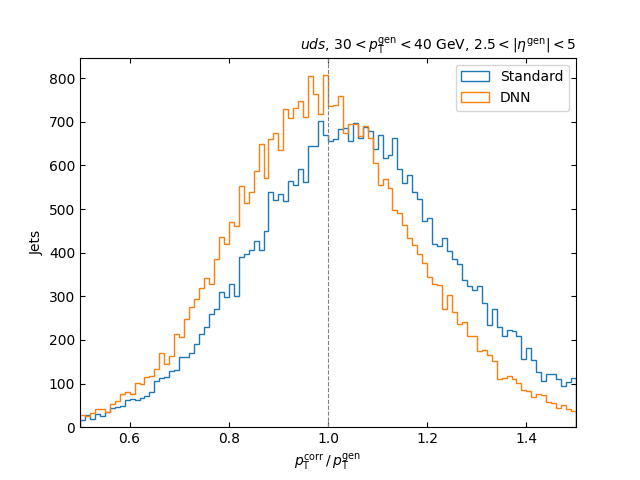 uds, 30 < p_T^gen < 40 GeV, 2.5 < |η^gen| < 5
Standard
DNN
800
700
600
500
400
300
200
100
0
Jets
0.6 0.8 1.0 1.2 1.4
p_T^corr / p_T^gen